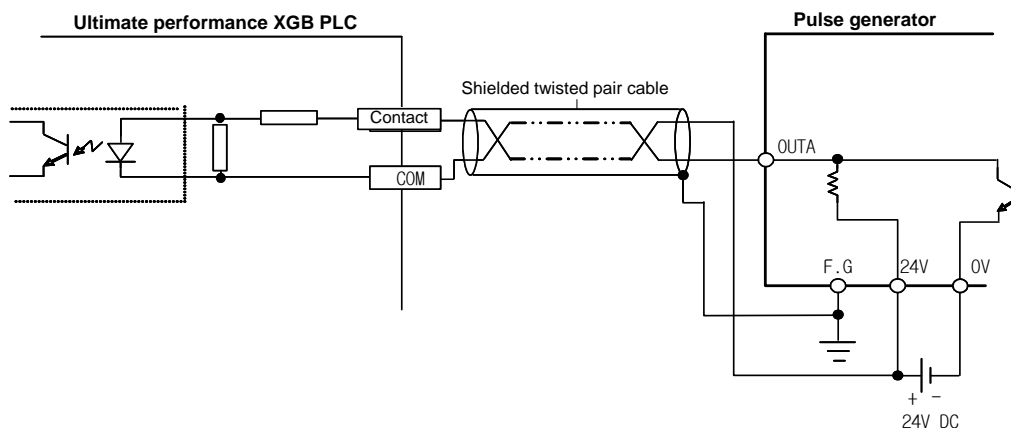 Ultimate performance XGB PLC
Pulse generator
Shielded twisted pair cable
Contact
COM
OUTA
F.G
24V
0V
+ −
24V DC